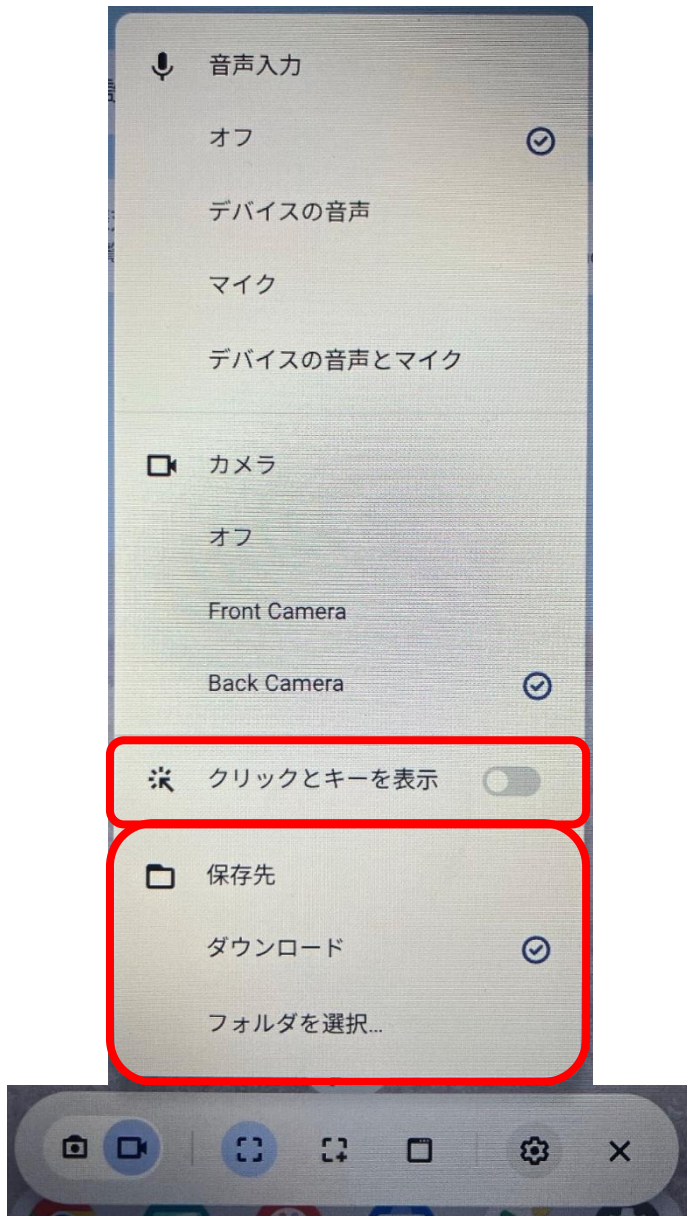 音声入力
オフ
デバイスの音声
マイク
デバイスの音声とマイク
カメラ
オフ
Front Camera
Back Camera
クリックとキーを表示
保存先
ダウンロード
フォルダを選択...